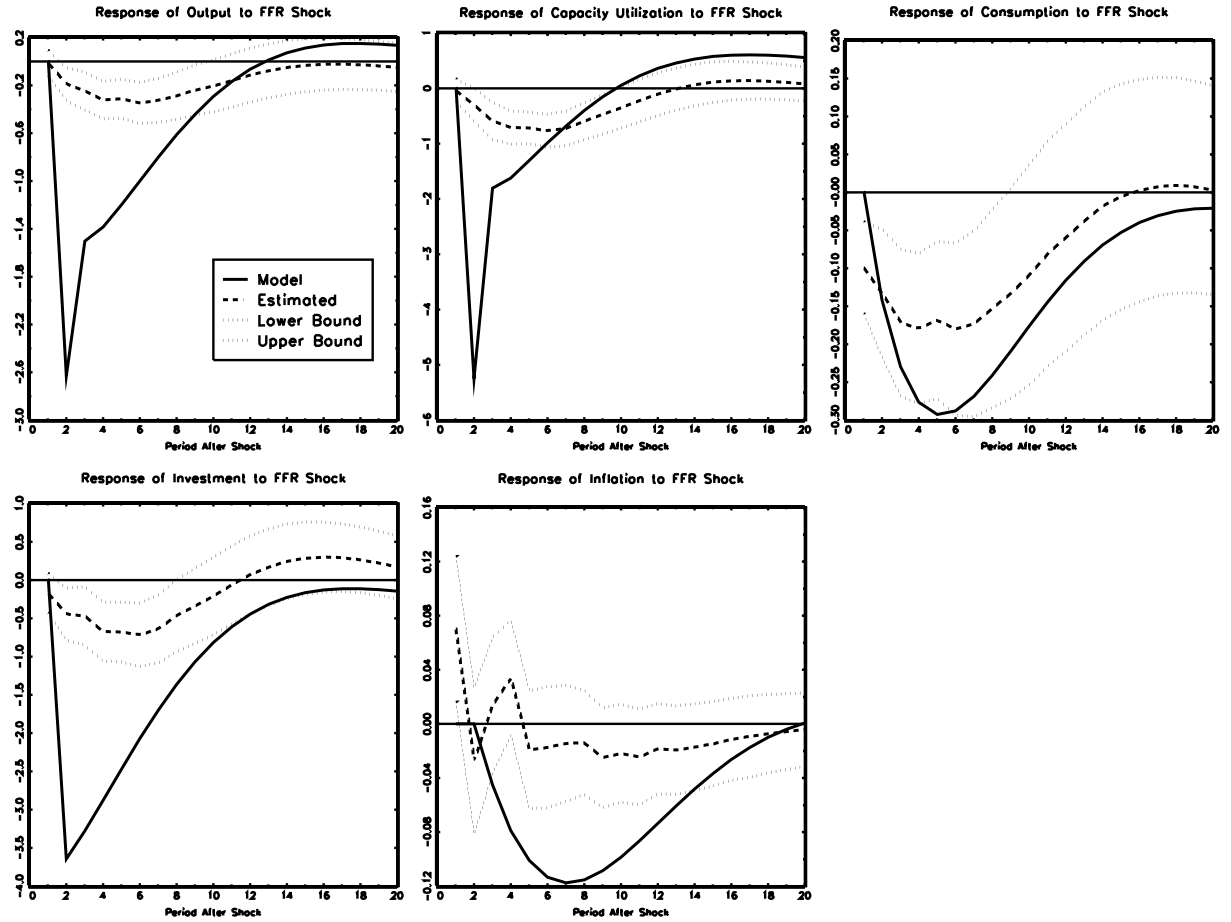 Response of Output to FFR Shock
0.2
-0.2
-0.6
-1.0
-1.4
-1.8
-2.2
-2.6
-3.0
0 2 4 6 8 10 12 14 16 18 20
Period After Shock
Model
Estimated
Lower Bound
Upper Bound
Response of Capacity Utilization to FFR Shock
1
0
-1
-2
-3
-4
-5
-6
0 2 4 6 8 10 12 14 16 18 20
Period After Shock
Response of Consumption to FFR Shock
0.20
0.15
0.10
0.05
-0.00
-0.05
-0.10
-0.15
-0.20
-0.25
-0.30
0 2 4 6 8 10 12 14 16 18 20
Period After Shock
Response of Investment to FFR Shock
1.0
0.5
0.0
-0.5
-1.0
-1.5
-2.0
-2.5
-3.0
-3.5
-4.0
0 2 4 6 8 10 12 14 16 18 20
Period After Shock
Response of Inflation to FFR Shock
0.16
0.12
0.08
0.04
0.00
-0.04
-0.08
-0.12
0 2 4 6 8 10 12 14 16 18 20
Period After Shock